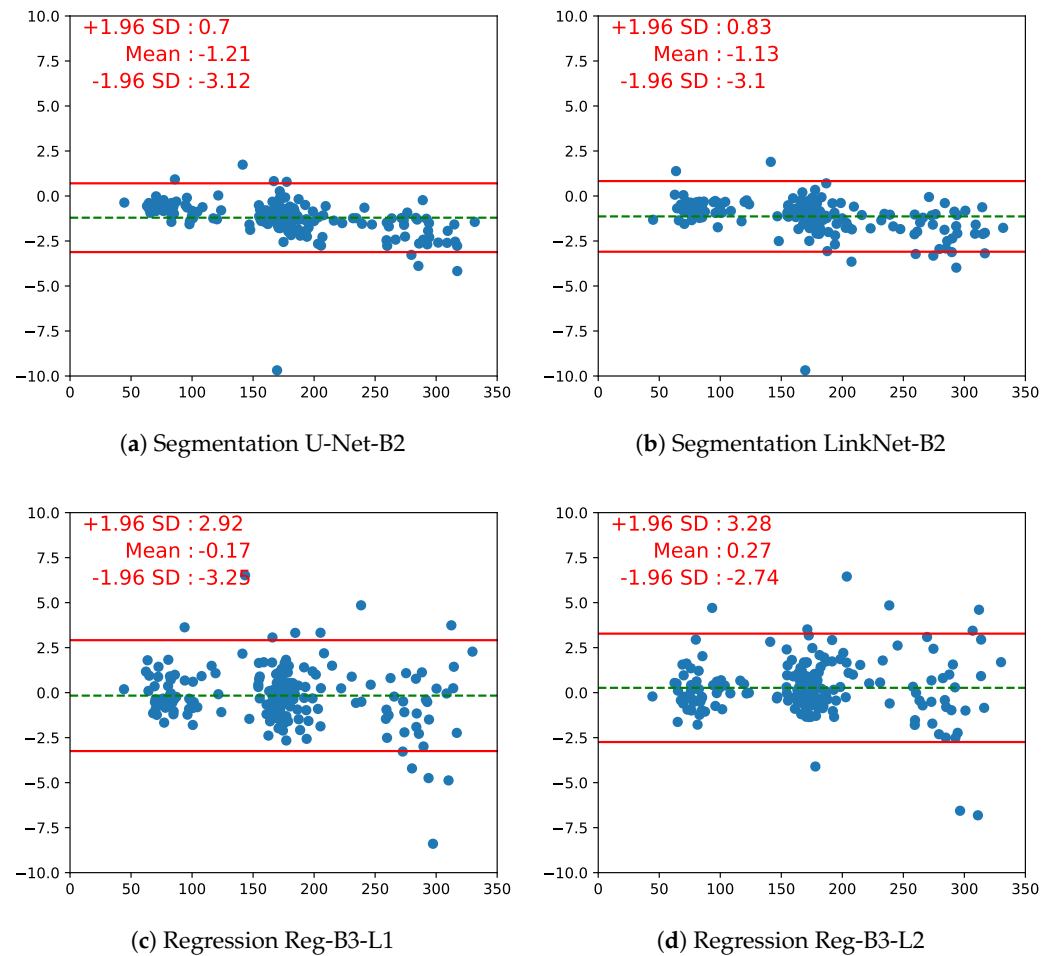 10.0
+1.96 SD : 0.7
Mean : -1.21
-1.96 SD : -3.12
7.5
5.0
2.5
0.0
−2.5
−5.0
−7.5
−10.0
0 50 100 150 200 250 300 350
(a) Segmentation U-Net-B2
10.0
+1.96 SD : 0.83
Mean : -1.13
-1.96 SD : -3.1
7.5
5.0
2.5
0.0
−2.5
−5.0
−7.5
−10.0
0 50 100 150 200 250 300 350
(b) Segmentation LinkNet-B2
10.0
+1.96 SD : 2.92
Mean : -0.17
-1.96 SD : -3.25
7.5
5.0
2.5
0.0
−2.5
−5.0
−7.5
−10.0
0 50 100 150 200 250 300 350
(c) Regression Reg-B3-L1
10.0
+1.96 SD : 3.28
Mean : 0.27
-1.96 SD : -2.74
7.5
5.0
2.5
0.0
−2.5
−5.0
−7.5
−10.0
0 50 100 150 200 250 300 350
(d) Regression Reg-B3-L2